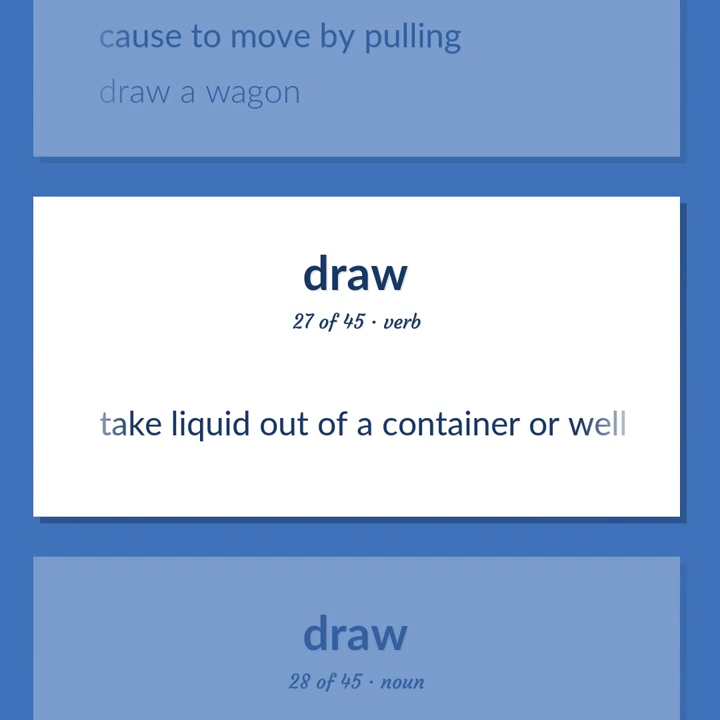 cause to move by pulling
draw a wagon
draw
27 of 45 · verb
take liquid out of a container or well
draw
28 of 45 · noun